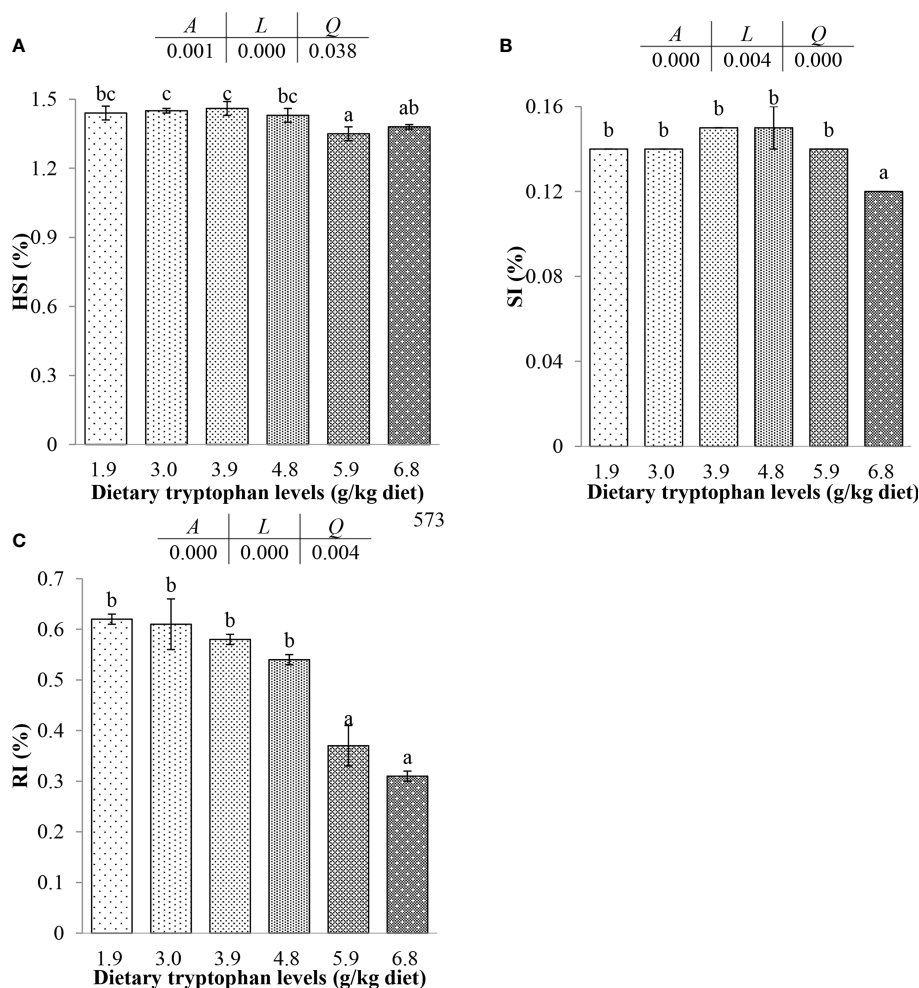 A
A L Q
0.001 0.000 0.038
HSI (%)
1.5
1.2
0.9
0.6
0.3
0
bc c c bc a ab
1.9 3.0 3.9 4.8 5.9 6.8
Dietary tryptophan levels (g/kg diet)
B
A L Q
0.000 0.004 0.000
SI (%)
0.16
0.12
0.08
0.04
0
b b b b b a
1.9 3.0 3.9 4.8 5.9 6.8
Dietary tryptophan levels (g/kg diet)
573
C
A L Q
0.000 0.000 0.004
RI (%)
0.7
0.6
0.5
0.4
0.3
0.2
0.1
0
b b b b a a
1.9 3.0 3.9 4.8 5.9 6.8
Dietary tryptophan levels (g/kg diet)